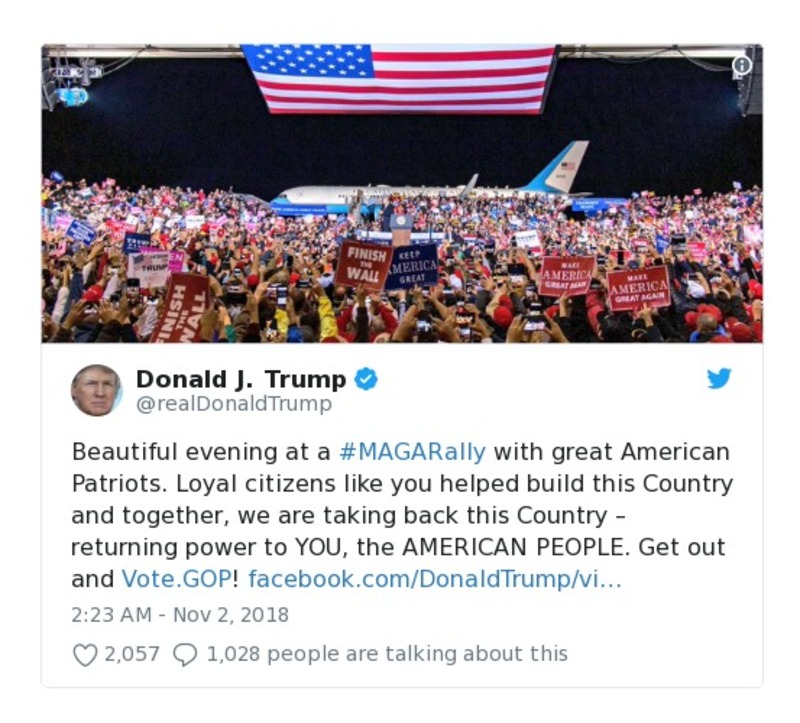 FINISH
THE
WALL
KEEP
AMERICA
GREAT
MAKE
AMERICA
GREAT AGAIN
MAKE
AMERICA
GREAT AGAIN
TRUMP
FINISH
THE
WALL
Donald J. Trump
@realDonaldTrump
Beautiful evening at a #MAGARally with great American
Patriots. Loyal citizens like you helped build this Country
and together, we are taking back this Country –
returning power to YOU, the AMERICAN PEOPLE. Get out
and Vote.GOP! facebook.com/DonaldTrump/vi...
2:23 AM - Nov 2, 2018
2,057 1,028 people are talking about this